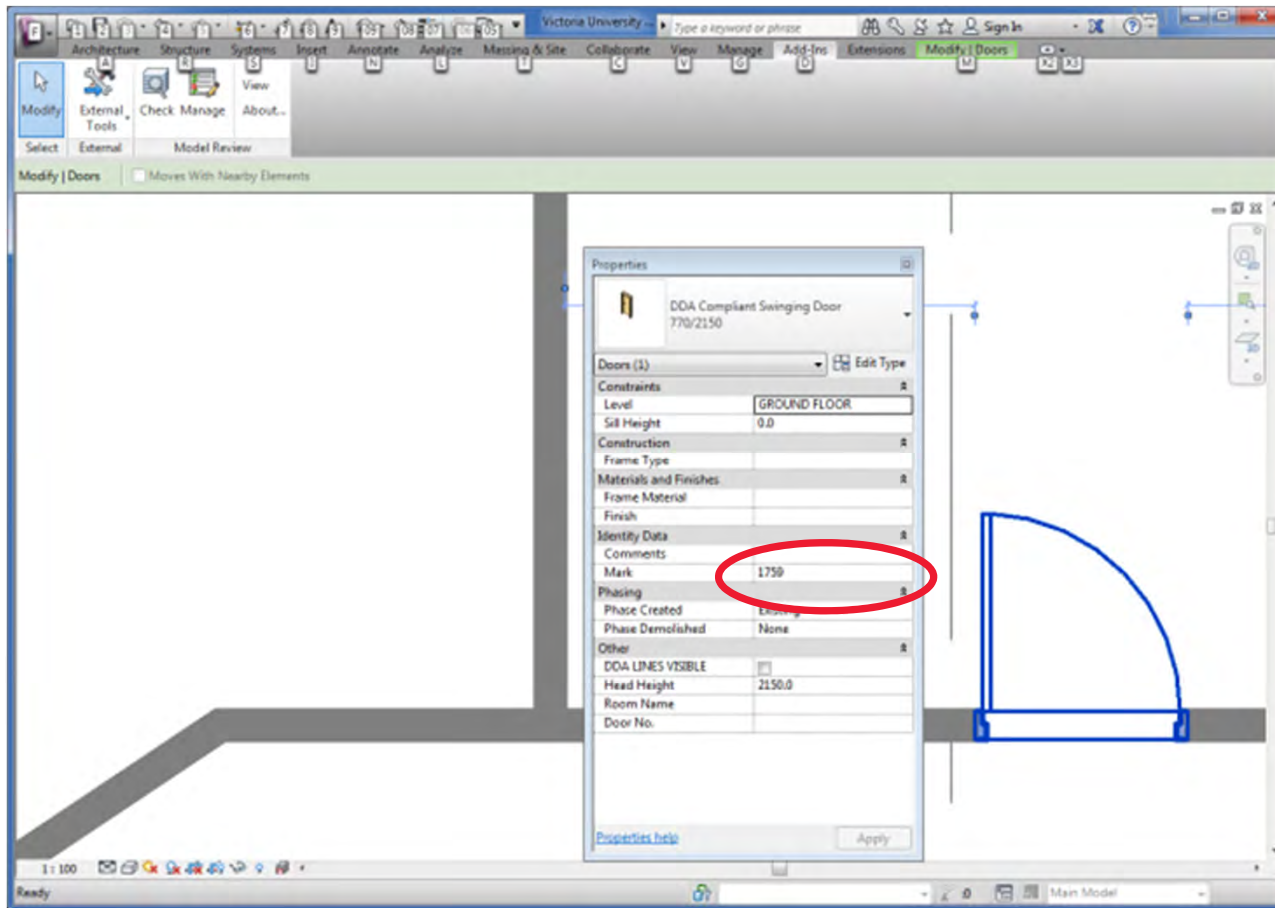 Victoria University - Type a keyword or phrase Sign In
Architecture Structure Systems Insert Annotate Analyze Massing & Site Collaborate View Manage Add-Ins Extensions Modify | Doors
A R S I N L T C V G D M X2 X3
Modify External Tools Check Manage View About...
Select External Model Review
Modify | Doors Moves With Nearby Elements
Properties
DDA Compliant Swinging Door
770/2150
Doors (1) Edit Type
Constraints
Level GROUND FLOOR
Sill Height 0.0
Construction
Frame Type
Materials and Finishes
Frame Material
Finish
Identity Data
Comments
Mark 1759
Phasing
Phase Created Existing
Phase Demolished None
Other
DDA LINES VISIBLE
Head Height 2150.0
Room Name
Door No.
Properties help Apply
1 : 100
Ready :0 Main Model